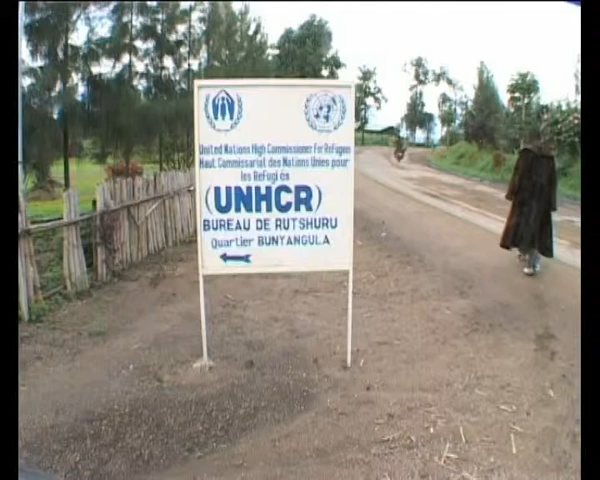 United Nations High Commissioner For Refugees
Haut Commissariat des Nations Unies pour
les Réfugiés
(UNHCR)
BUREAU DE RUTSHURU
Quartier BUNYANGULA